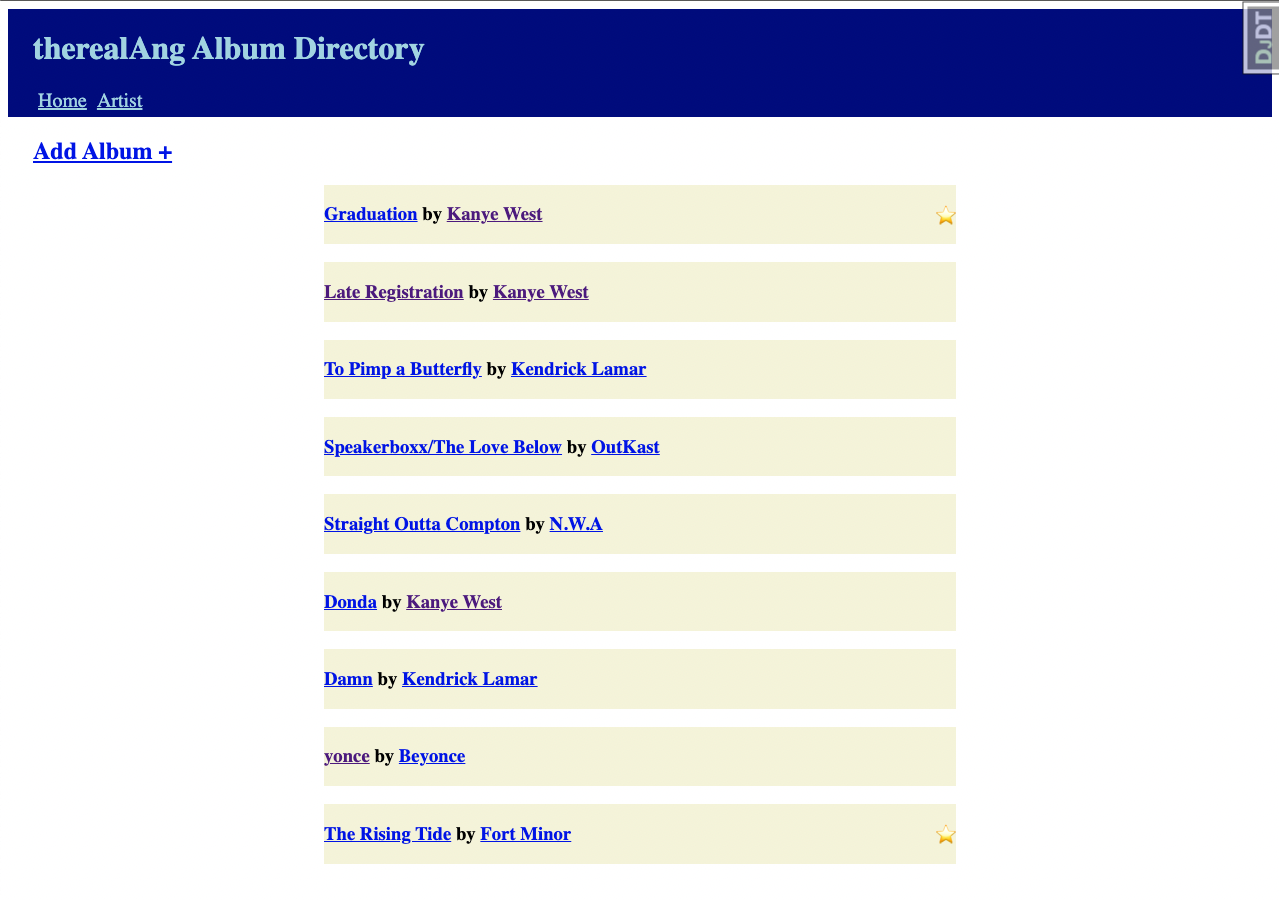 therealAng Album Directory
DJDT
Home Artist
Add Album +
Graduation by Kanye West
Late Registration by Kanye West
To Pimp a Butterfly by Kendrick Lamar
Speakerboxx/The Love Below by OutKast
Straight Outta Compton by N.W.A
Donda by Kanye West
Damn by Kendrick Lamar
yonce by Beyonce
The Rising Tide by Fort Minor